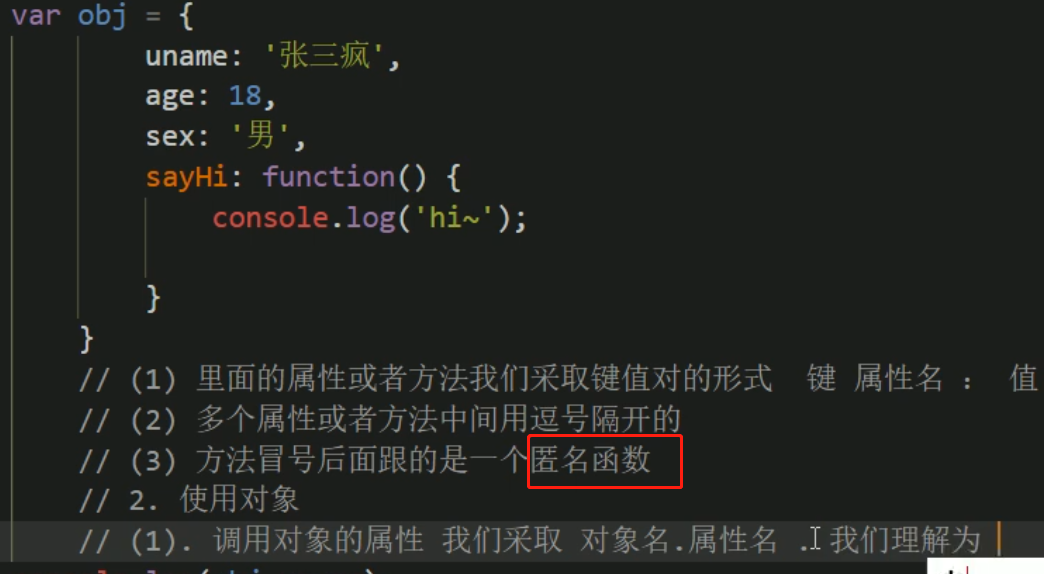 var obj = {
uname: '张三疯',
age: 18,
sex: '男',
sayHi: function() {
console.log('hi~');
}
}
// (1) 里面的属性或者方法我们采取键值对的形式 键 属性名 : 值
// (2) 多个属性或者方法中间用逗号隔开的
// (3) 方法冒号后面跟的是一个匿名函数
// 2. 使用对象
// (1). 调用对象的属性 我们采取 对象名.属性名 . 我们理解为